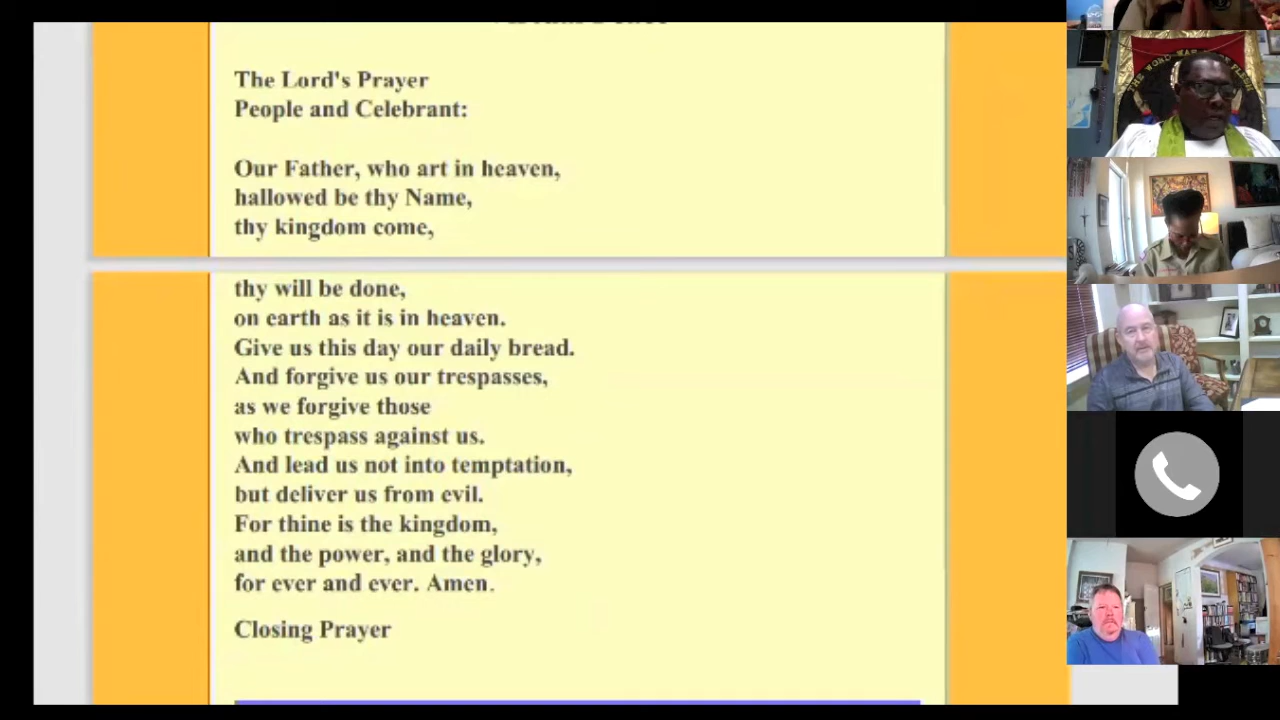 The Lord's Prayer
People and Celebrant:
Our Father, who art in heaven,
hallowed be thy Name,
thy kingdom come,
thy will be done,
on earth as it is in heaven.
Give us this day our daily bread.
And forgive us our trespasses,
as we forgive those
who trespass against us.
And lead us not into temptation,
but deliver us from evil.
For thine is the kingdom,
and the power, and the glory,
for ever and ever. Amen.
Closing Prayer
THE WORD WAS
FLESH